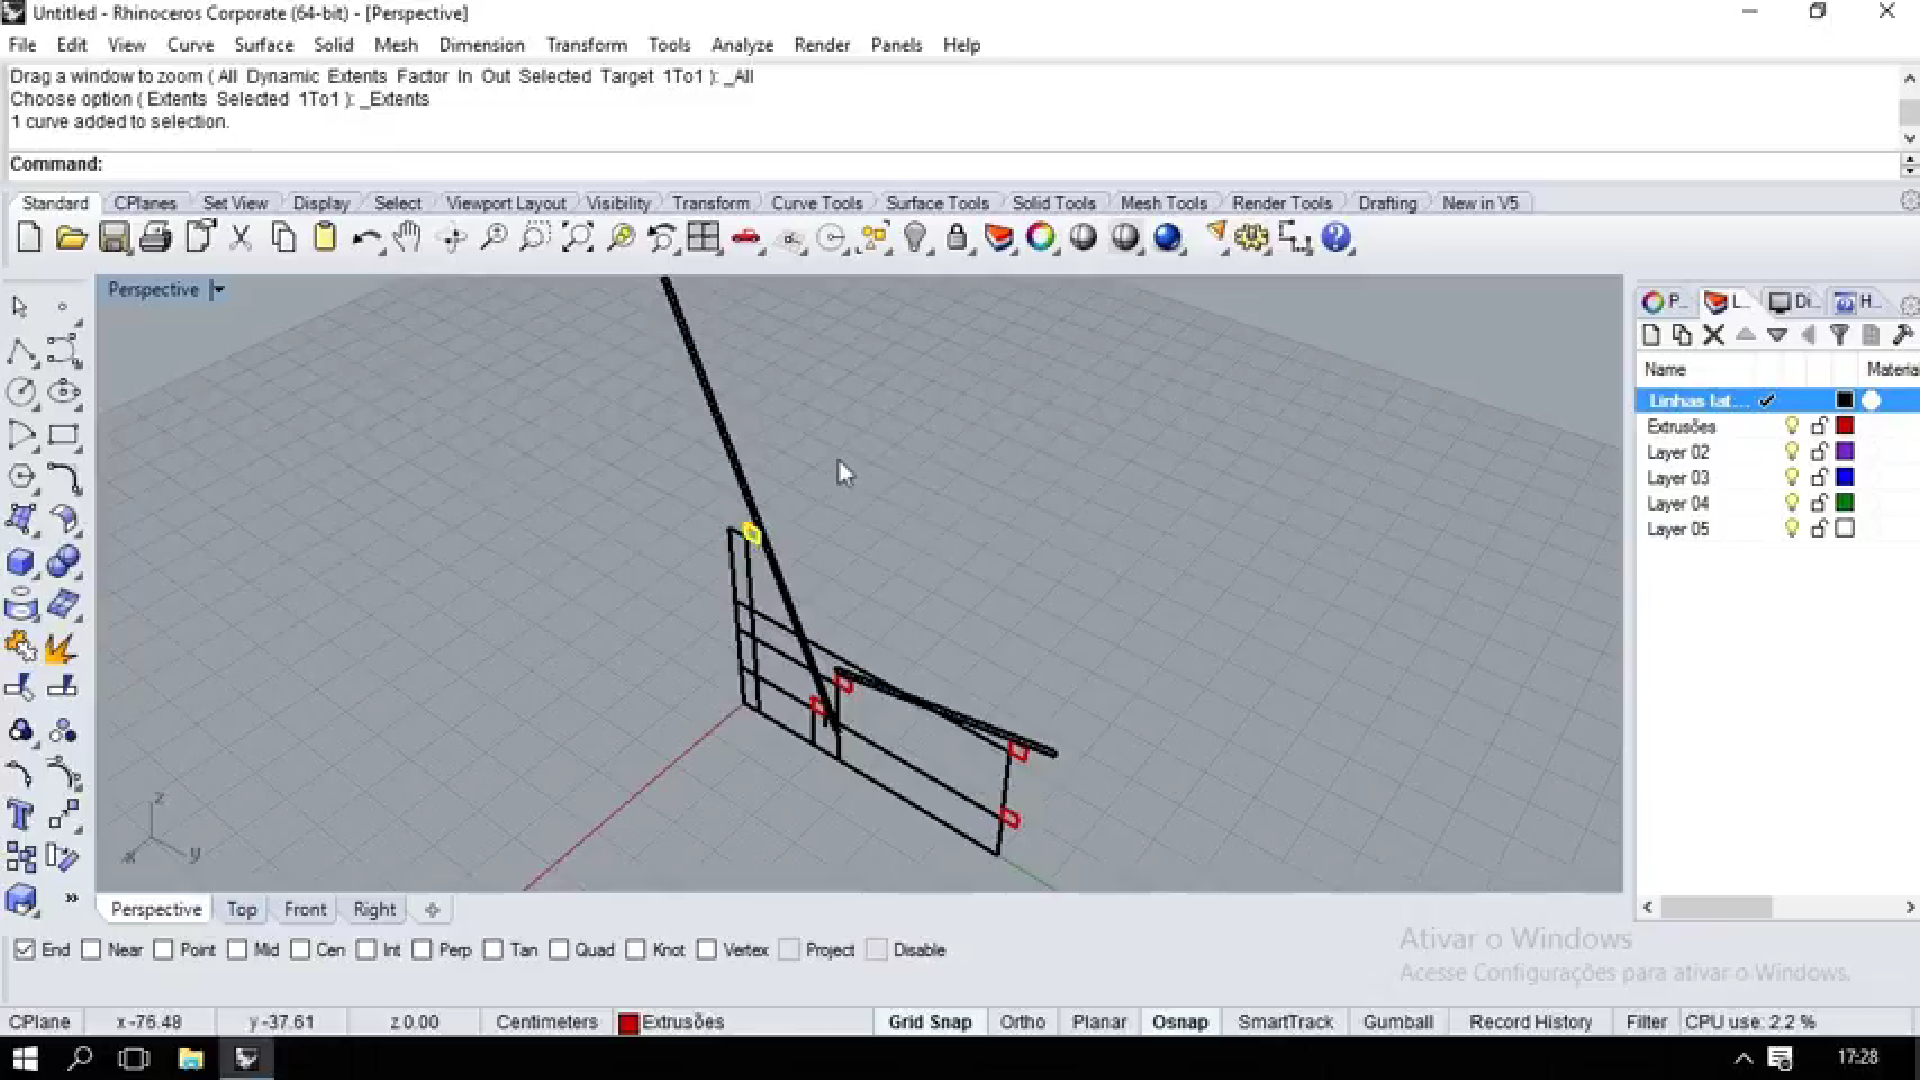 Untitled - Rhinoceros Corporate (64-bit) - [Perspective]
File Edit View Curve Surface Solid Mesh Dimension Transform Tools Analyze Render Panels Help
Drag a window to zoom ( All Dynamic Extents Factor In Out Selected Target 1To1 ): _All
Choose option ( Extents Selected 1To1 ): _Extents
1 curve added to selection.
Command:
Standard CPlanes Set View Display Select Viewport Layout Visibility Transform Curve Tools Surface Tools Solid Tools Mesh Tools Render Tools Drafting New in V5
Perspective
P... L... Di... H...
Name Material
Linhas lat...
Extrusões
Layer 02
Layer 03
Layer 04
Layer 05
z
x y
Perspective Top Front Right
End Near Point Mid Cen Int Perp Tan Quad Knot Vertex Project Disable
Ativar o Windows
Acesse Configurações para ativar o Windows.
CPlane x -76.48 y -37.61 z 0.00 Centimeters Extrusões Grid Snap Ortho Planar Osnap SmartTrack Gumball Record History Filter CPU use: 2.2 %
17:28